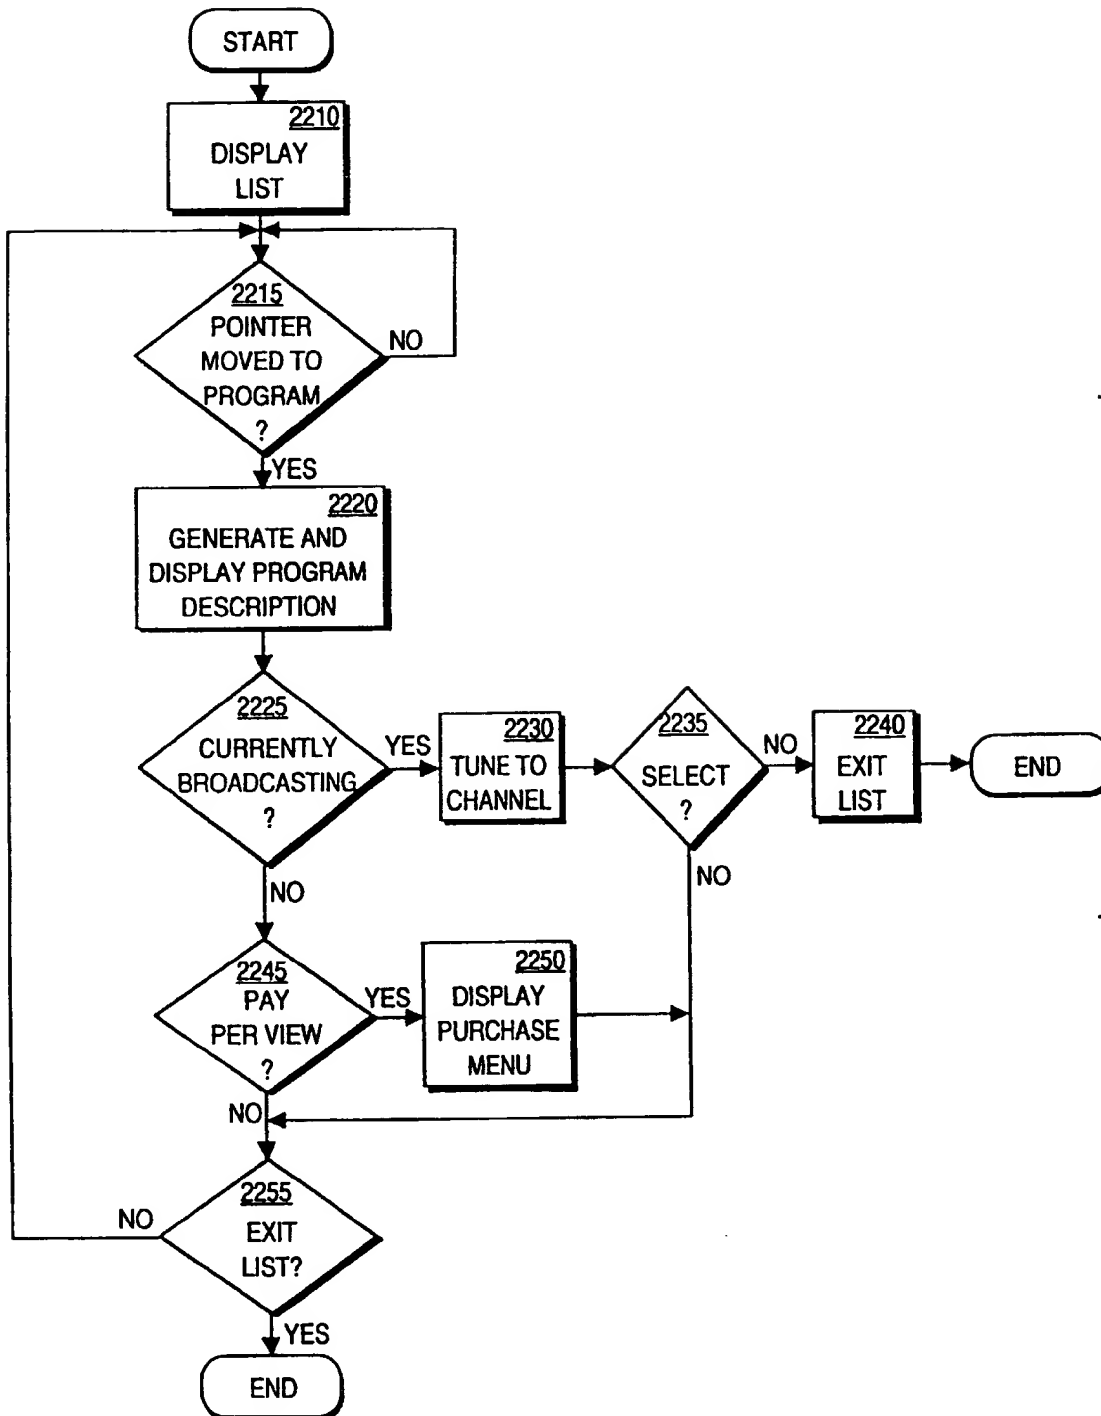 START
2210
DISPLAY
LIST
2215
POINTER
MOVED TO
PROGRAM
?
NO
YES
2220
GENERATE AND
DISPLAY PROGRAM
DESCRIPTION
2225
CURRENTLY
BROADCASTING
?
YES
NO
2230
TUNE TO
CHANNEL
2235
SELECT
?
NO
NO
2240
EXIT
LIST
END
2245
PAY
PER VIEW
?
YES
NO
2250
DISPLAY
PURCHASE
MENU
2255
EXIT
LIST?
NO
YES
END